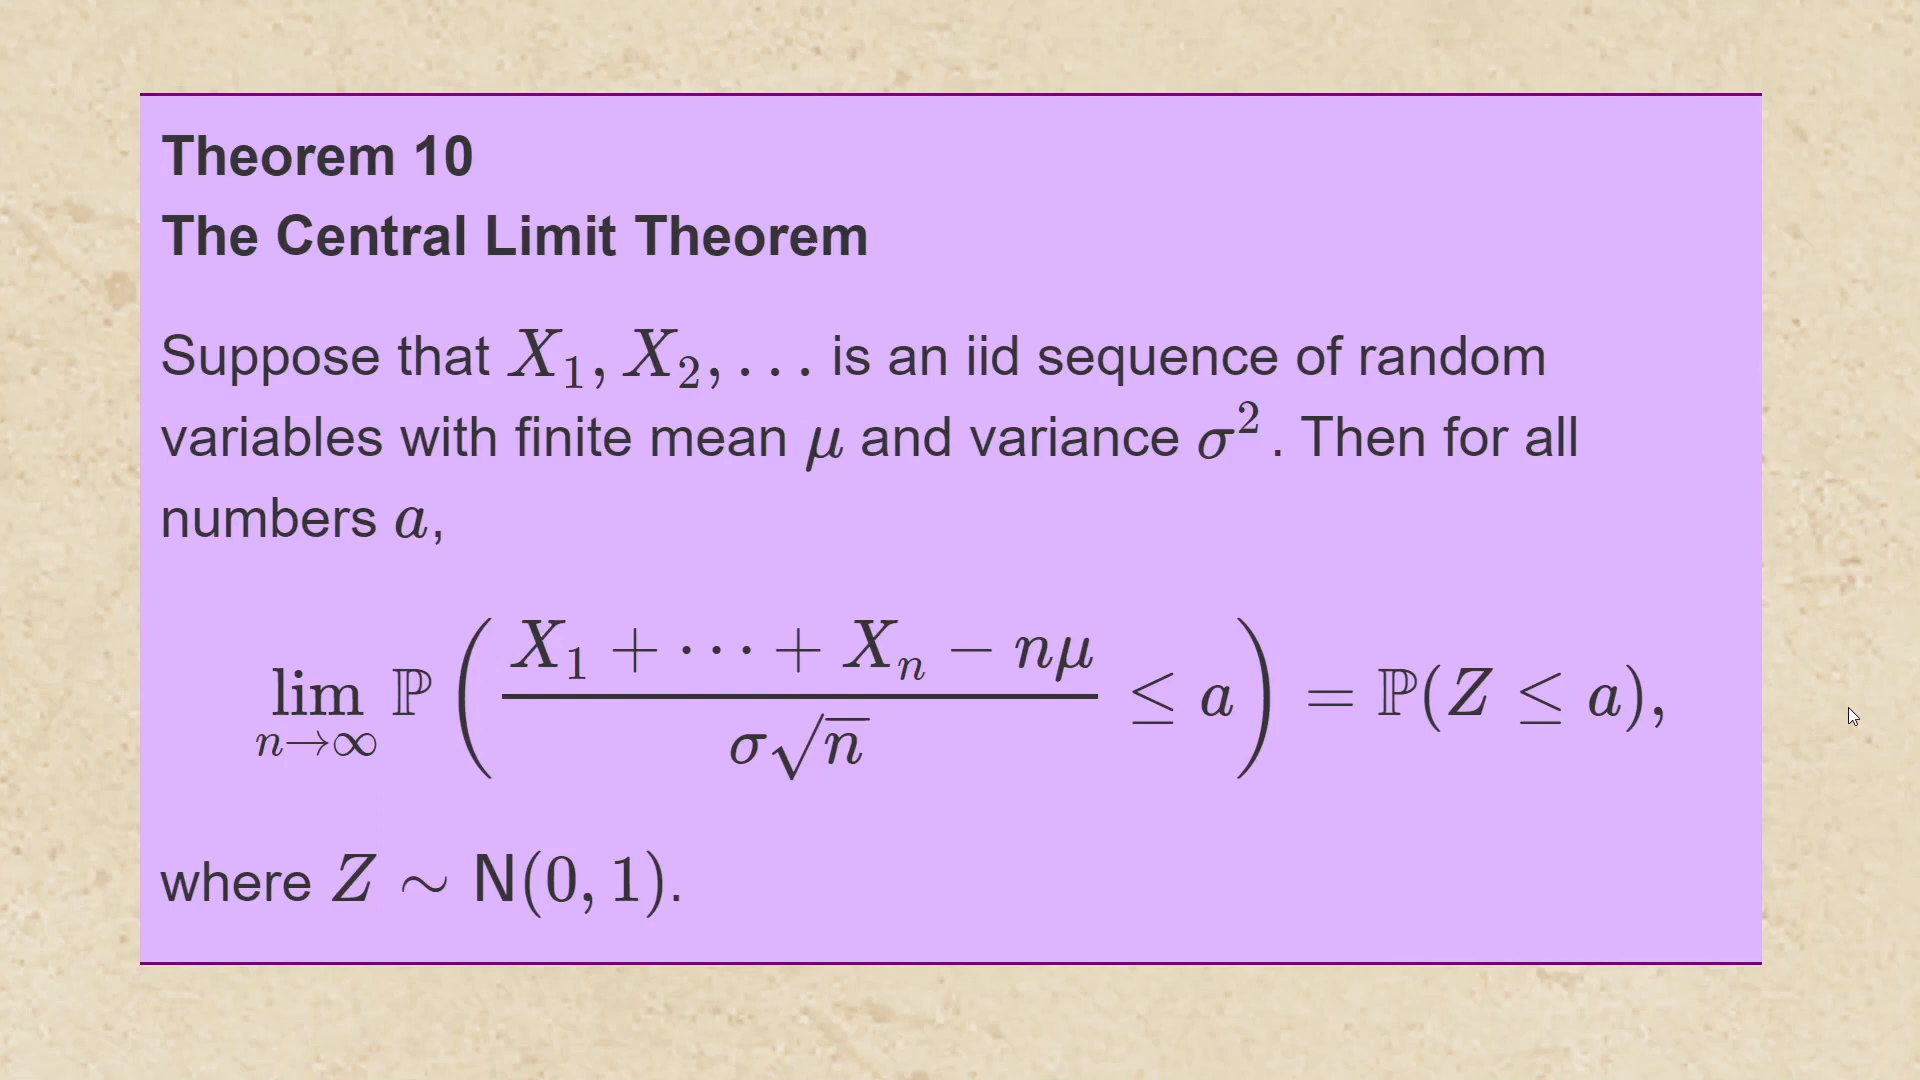 Theorem 10
The Central Limit Theorem
Suppose that X₁, X₂, … is an iid sequence of random
variables with finite mean μ and variance σ². Then for all
numbers a,
lim_{n→∞} ℙ( (X₁ + ⋯ + Xₙ − nμ) / (σ√n) ≤ a ) = ℙ(Z ≤ a),
where Z ∼ N(0, 1).